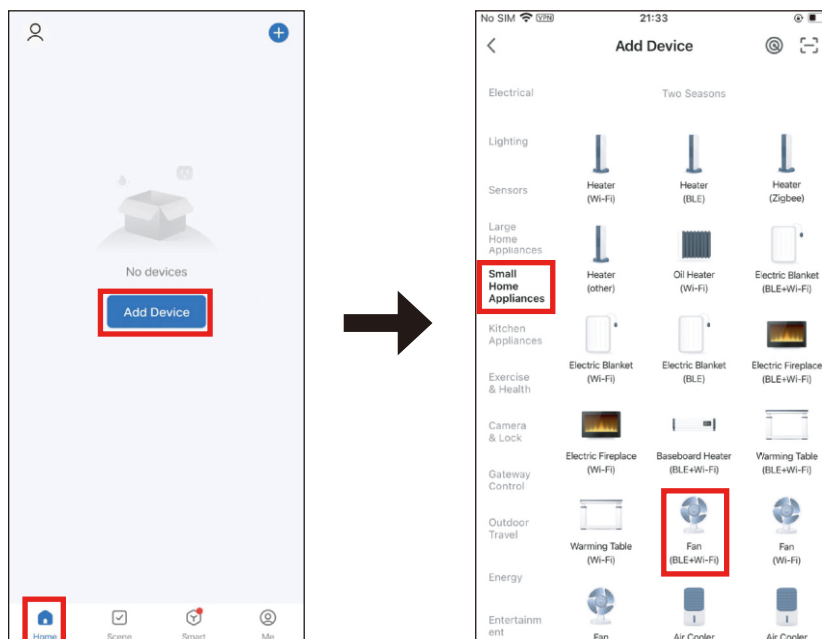 No devices
Add Device
Home
Scene
Smart
Me
No SIM VPN 21:33
Add Device
Electrical
Lighting
Sensors
Large
Home
Appliances
Small
Home
Appliances
Kitchen
Appliances
Exercise
& Health
Camera
& Lock
Gateway
Control
Outdoor
Travel
Energy
Entertainm
ent
Two Seasons
Heater Heater Heater
(Wi-Fi) (BLE) (Zigbee)
Heater Oil Heater Electric Blanket
(other) (Wi-Fi) (BLE+Wi-Fi)
Electric Blanket Electric Blanket Electric Fireplace
(Wi-Fi) (BLE) (BLE+Wi-Fi)
Electric Fireplace Baseboard Heater Warming Table
(Wi-Fi) (BLE+Wi-Fi) (BLE+Wi-Fi)
Warming Table Fan Fan
(Wi-Fi) (BLE+Wi-Fi) (Wi-Fi)
Fan Air Cooler Air Cooler